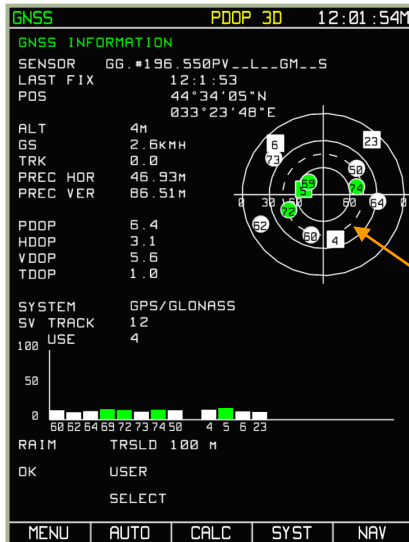 GNSS PDOP 3D 12:01:54M
GNSS INFORMATION
SENSOR GG.#196.550PV__L__GM__S
LAST FIX 12:1:53
POS 44°34'05"N
033°23'48"E
ALT 4M
GS 2.6KMH
TRK 0.0
PREC HOR 46.93M
PREC VER 86.51M
6 23
73 50
69 5 74
0 30 60 60 30 0
72 64
62 60 4
PDOP 6.4
HDOP 3.1
VDOP 5.6
TDOP 1.0
SYSTEM GPS/GLONASS
SV TRACK 12
USE 4
100
50
0
60 62 64 69 72 73 74 50 4 5 6 23
RAIM TRSLD 100 M
OK USER
SELECT
MENU AUTO CALC SYST NAV